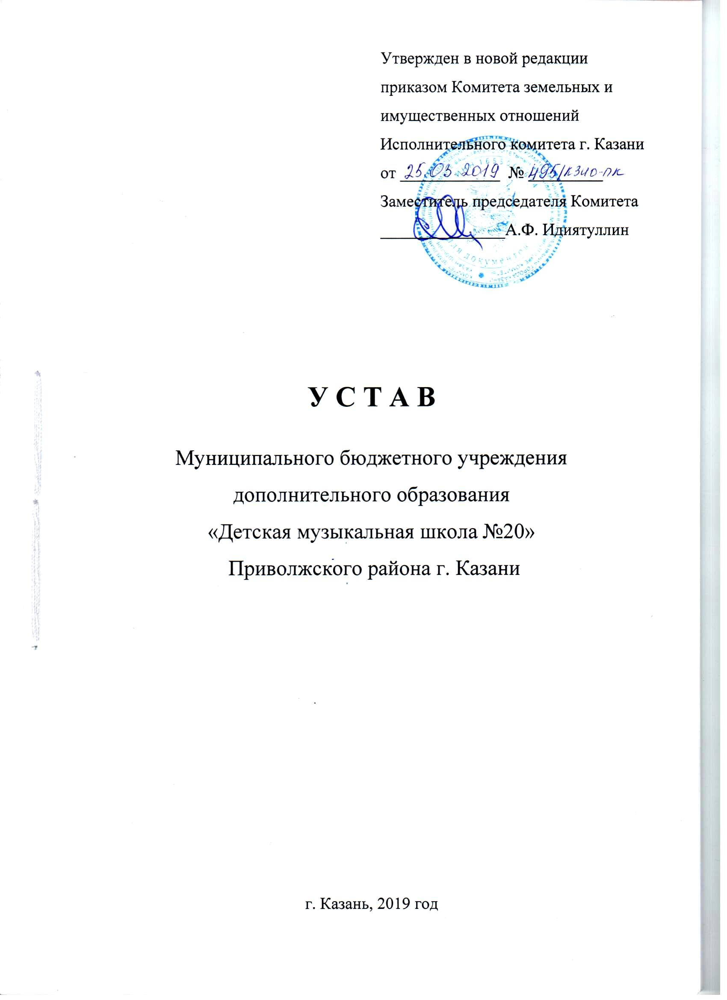 Утвержден в новой редакции
приказом Комитета земельных и
имущественных отношений
Исполнительного комитета г. Казани
от 25.03.2019 № 495/КЗИО-ПК
Заместитель председателя Комитета
А.Ф. Идиятуллин
документов
У С Т А В
Муниципального бюджетного учреждения
дополнительного образования
«Детская музыкальная школа №20»
Приволжского района г. Казани
г. Казань, 2019 год